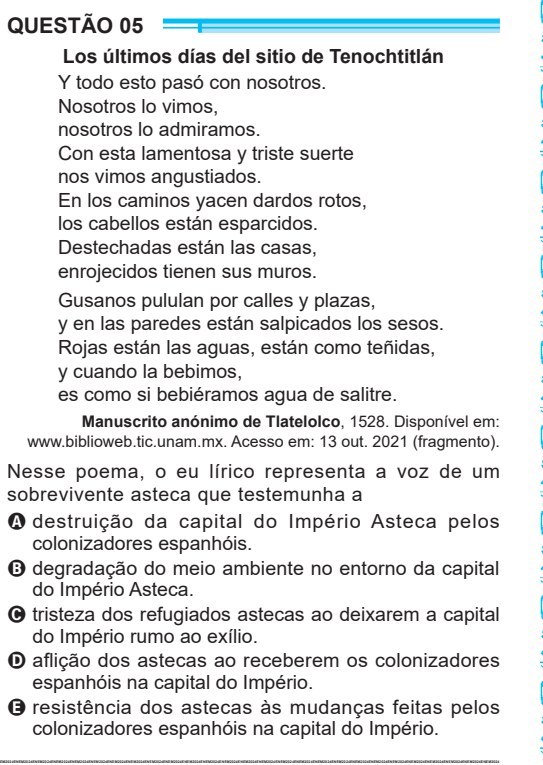 QUESTÃO 05
Los últimos días del sitio de Tenochtitlán
Y todo esto pasó con nosotros.
Nosotros lo vimos,
nosotros lo admiramos.
Con esta lamentosa y triste suerte
nos vimos angustiados.
En los caminos yacen dardos rotos,
los cabellos están esparcidos.
Destechadas están las casas,
enrojecidos tienen sus muros.
Gusanos pululan por calles y plazas,
y en las paredes están salpicados los sesos.
Rojas están las aguas, están como teñidas,
y cuando la bebimos,
es como si bebiéramos agua de salitre.
Manuscrito anónimo de Tlatelolco, 1528. Disponível em:
www.biblioweb.tic.unam.mx. Acesso em: 13 out. 2021 (fragmento).
Nesse poema, o eu lírico representa a voz de um
sobrevivente asteca que testemunha a
A destruição da capital do Império Asteca pelos
colonizadores espanhóis.
B degradação do meio ambiente no entorno da capital
do Império Asteca.
C tristeza dos refugiados astecas ao deixarem a capital
do Império rumo ao exílio.
D aflição dos astecas ao receberem os colonizadores
espanhóis na capital do Império.
E resistência dos astecas às mudanças feitas pelos
colonizadores espanhóis na capital do Império.